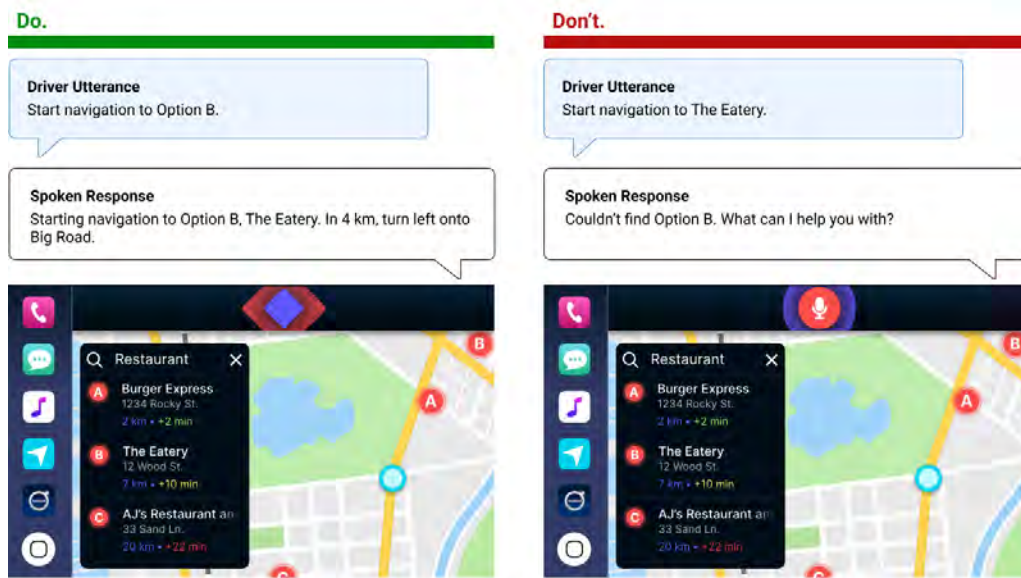 Do.
Driver Utterance
Start navigation to Option B.
Spoken Response
Starting navigation to Option B, The Eatery. In 4 km, turn left onto
Big Road.
Restaurant
A
Burger Express
1234 Rocky St.
2 km • +2 min
B
The Eatery
12 Wood St.
7 km • +10 min
C
AJ's Restaurant an
33 Sand Ln.
20 km • +22 min
B
A
C
Don't.
Driver Utterance
Start navigation to The Eatery.
Spoken Response
Couldn't find Option B. What can I help you with?
Restaurant
A
Burger Express
1234 Rocky St.
2 km • +2 min
B
The Eatery
12 Wood St.
7 km • +10 min
C
AJ's Restaurant an
33 Sand Ln.
20 km • +22 min
B
A
C